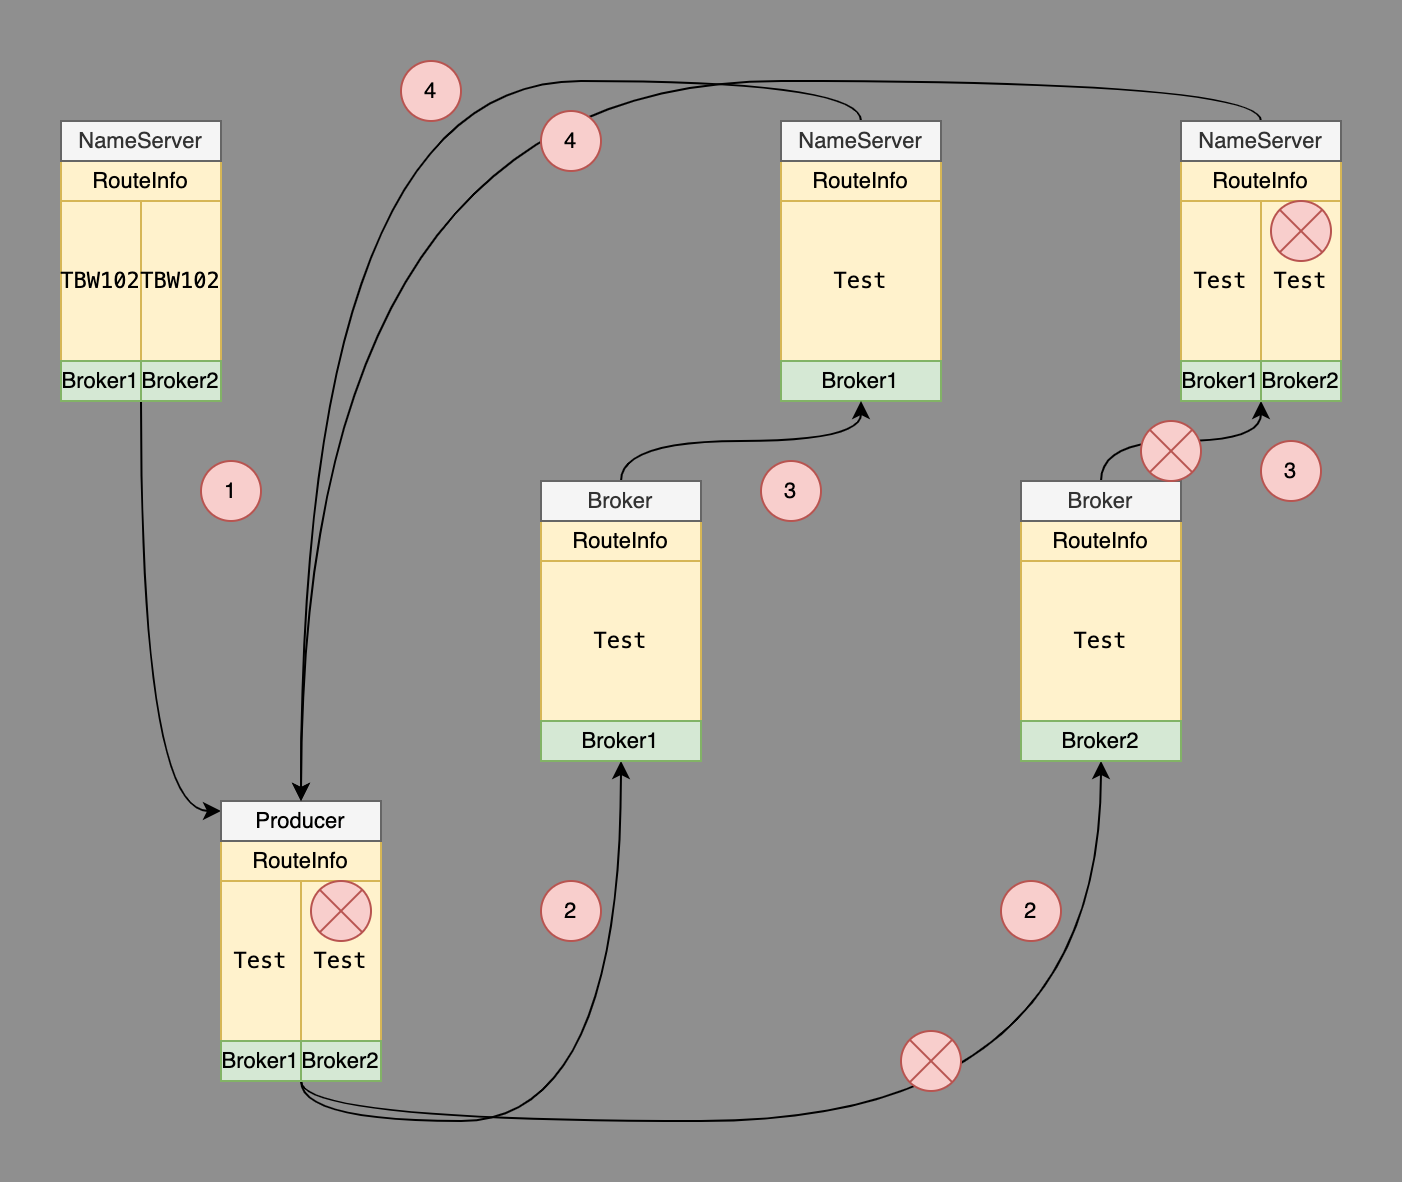 4
4
NameServer
RouteInfo
TBW102 TBW102
Broker1 Broker2
NameServer
RouteInfo
Test
Broker1
NameServer
RouteInfo
Test Test
Broker1 Broker2
1
3
3
Broker
RouteInfo
Test
Broker1
Broker
RouteInfo
Test
Broker2
Producer
RouteInfo
Test Test
Broker1 Broker2
2
2